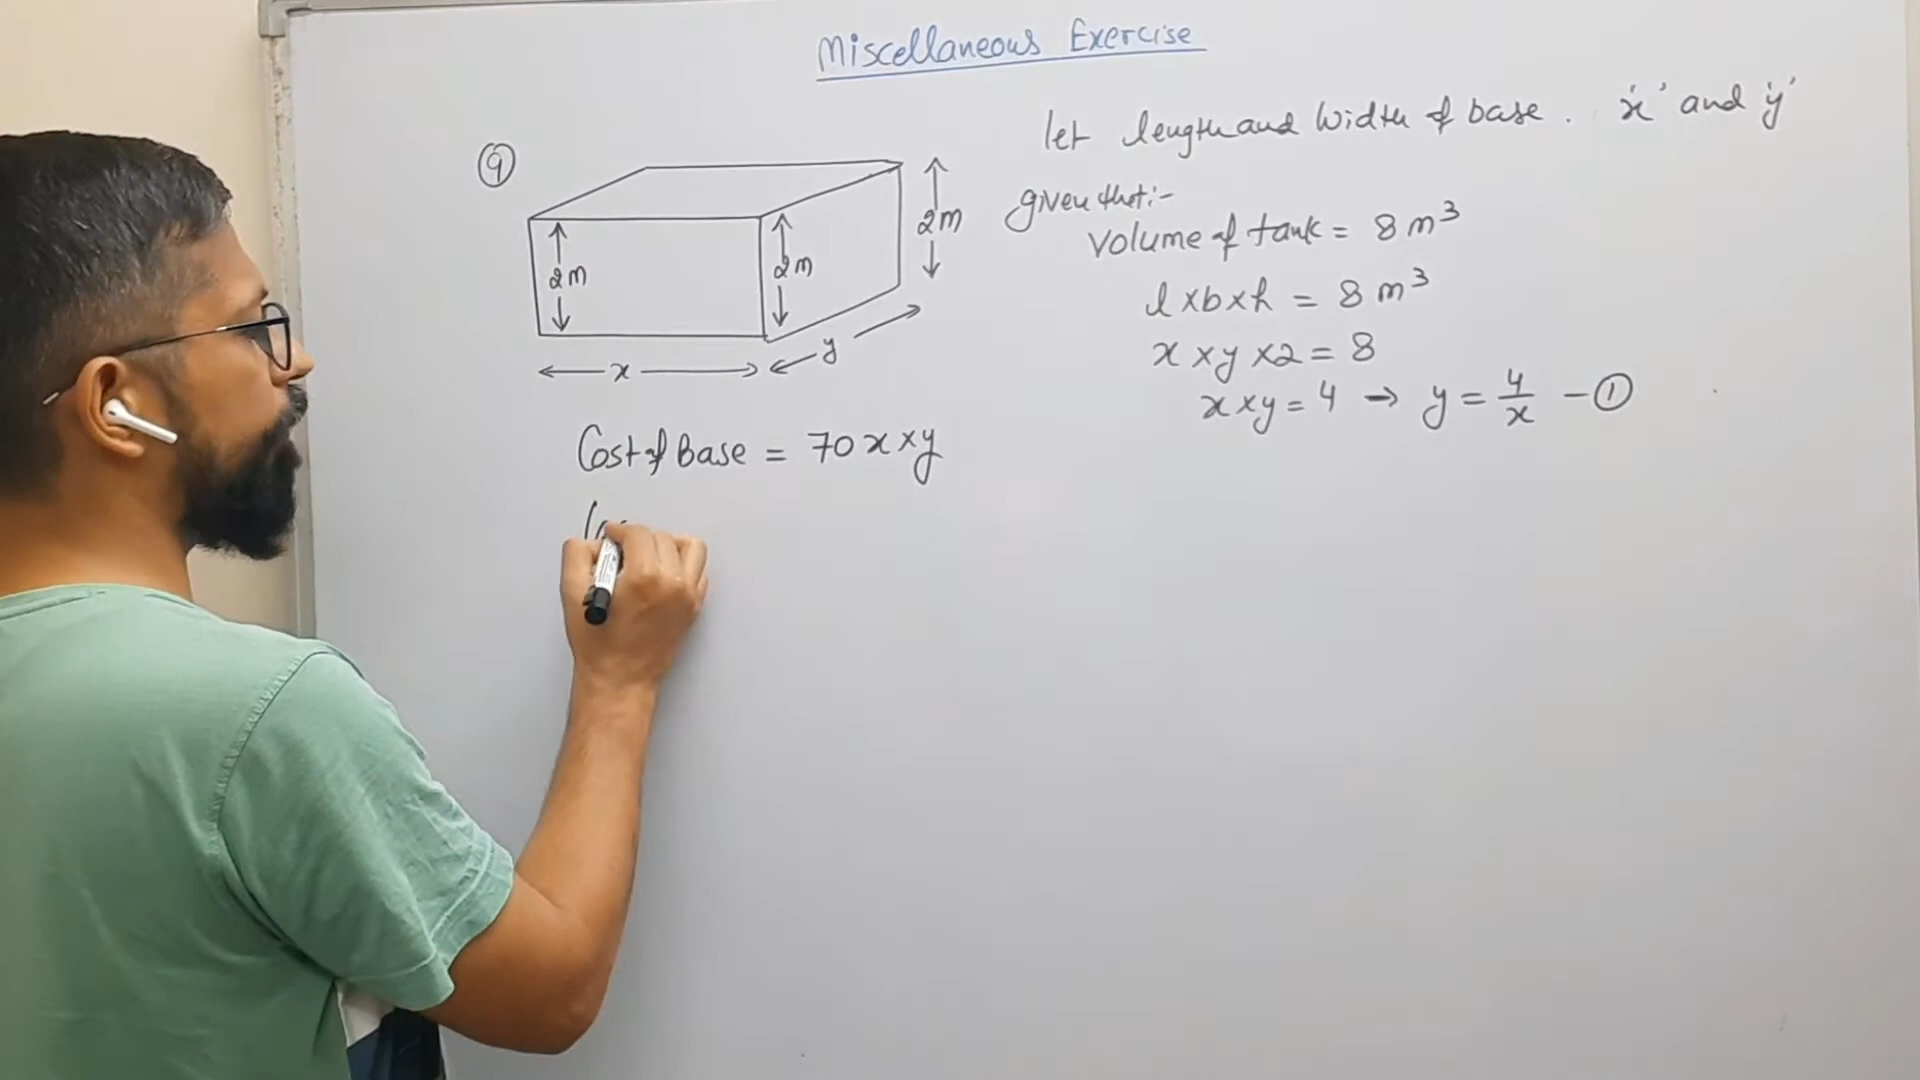 Miscellaneous Exercise
let length and width of base . 'x' and 'y'
9
2m
2m
2m
x
y
given that:-
Volume of tank = 8 m³
l x b x h = 8 m³
x x y x 2 = 8
x x y = 4 → y = 4/x - ①
Cost of Base = 70 x x y